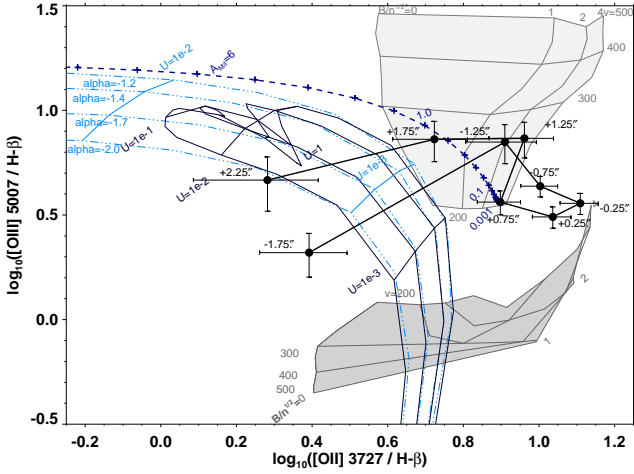 B/n^1/2=0
1
2
4v=500
400
300
200
1.5
1.0
0.5
0.0
-0.5
log10([OIII] 5007 / H-β)
U=1e-2
A_M/I=6
alpha=-1.2
alpha=-1.4
alpha=-1.7
alpha=-2.0
U=1e-1
U=1
U=1e-2
U=1e-3
U=1e-3
1.0
0.1
0.001
+1.75"
-1.25"
+1.25"
+2.25"
-0.75"
-0.25"
+0.75"
+0.25"
-1.75"
v=200
2
1
300
400
500
B/n^1/2=0
-0.2
0.0
0.2
0.4
0.6
0.8
1.0
1.2
log10([OII] 3727 / H-β)